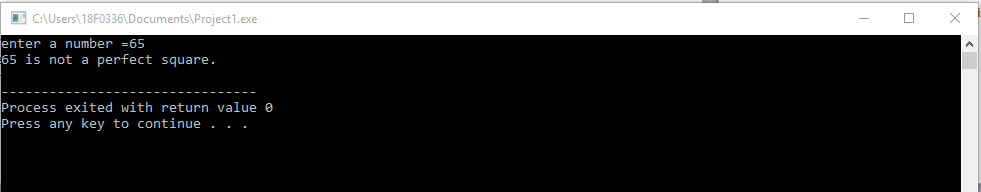 C:\Users\18F0336\Documents\Project1.exe
enter a number =65
65 is not a perfect square.
--------------------------------
Process exited with return value 0
Press any key to continue . . .